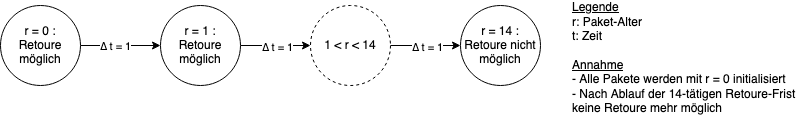 r = 0 :
Retoure
möglich
Δ t = 1
r = 1 :
Retoure
möglich
Δ t = 1
1 < r < 14
Δ t = 1
r = 14 :
Retoure nicht
möglich
Legende
r: Paket-Alter
t: Zeit
Annahme
- Alle Pakete werden mit r = 0 initialisiert
- Nach Ablauf der 14-tätigen Retoure-Frist
keine Retoure mehr möglich